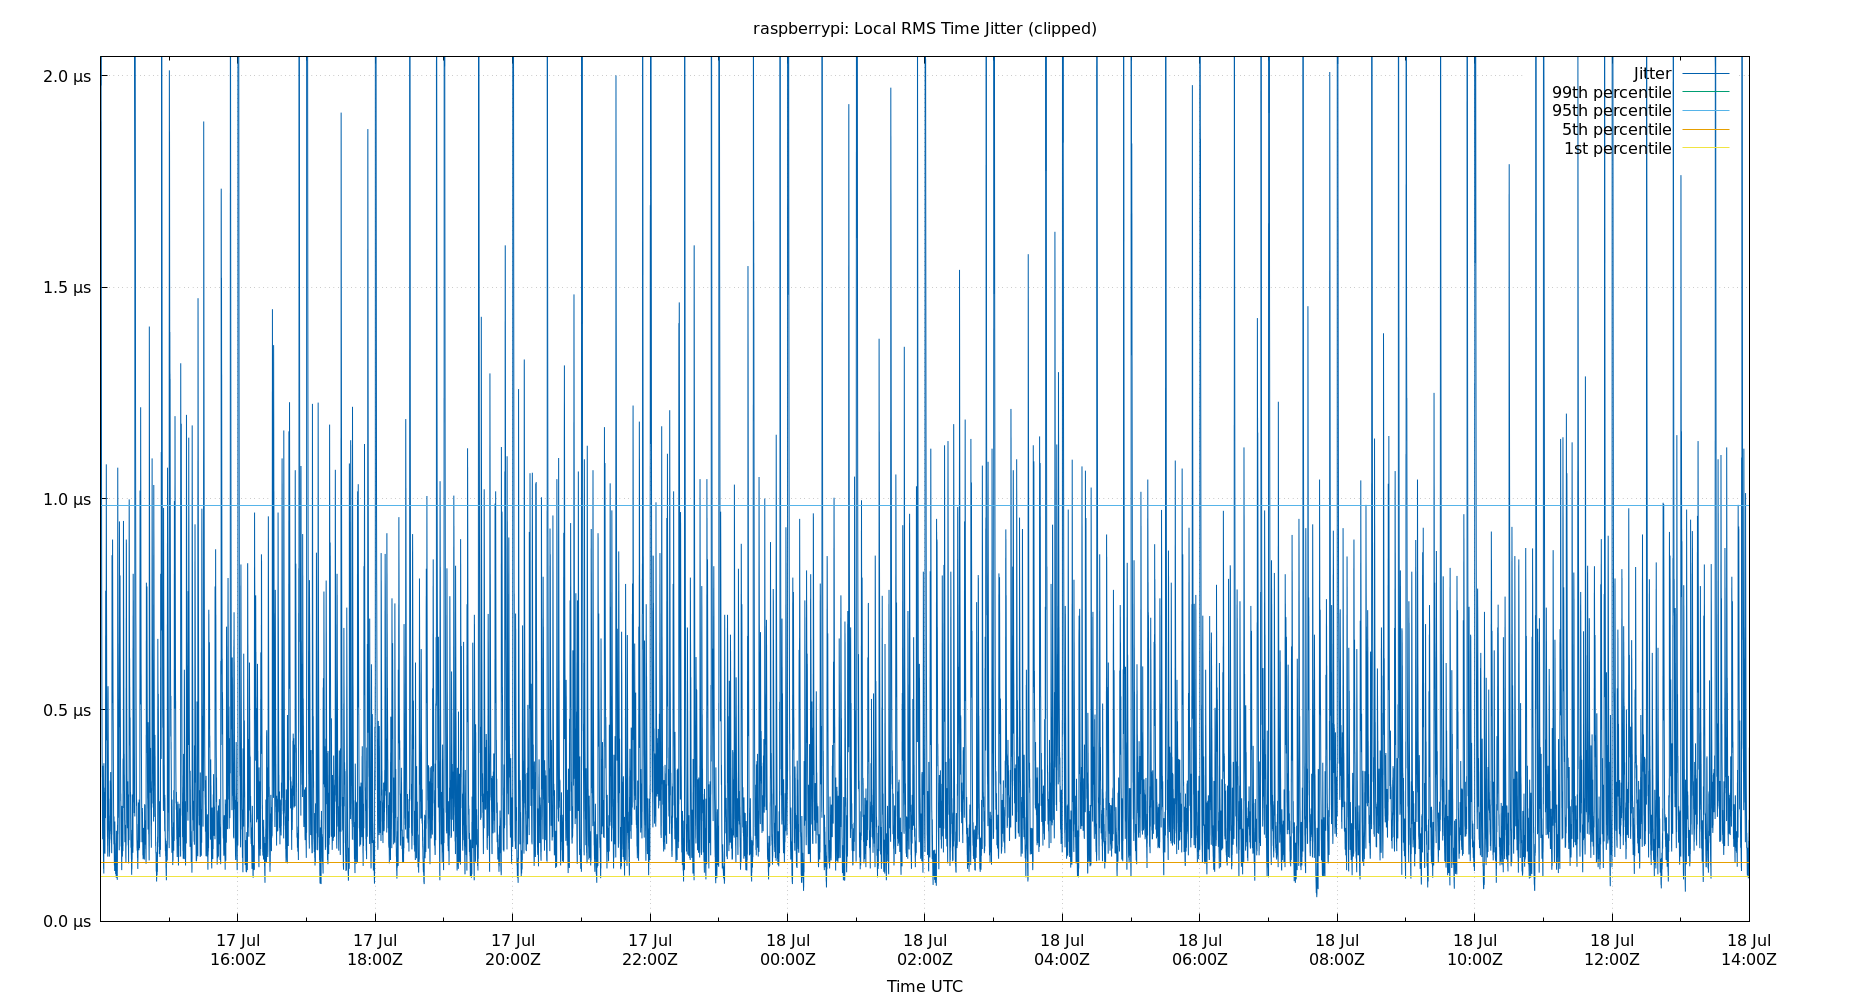 raspberrypi: Local RMS Time Jitter (clipped)
2.0 µs
1.5 µs
1.0 µs
0.5 µs
0.0 µs
Jitter
99th percentile
95th percentile
5th percentile
1st percentile
17 Jul 17 Jul 17 Jul 17 Jul 18 Jul 18 Jul 18 Jul 18 Jul 18 Jul 18 Jul 18 Jul 18 Jul
16:00Z 18:00Z 20:00Z 22:00Z 00:00Z 02:00Z 04:00Z 06:00Z 08:00Z 10:00Z 12:00Z 14:00Z
Time UTC